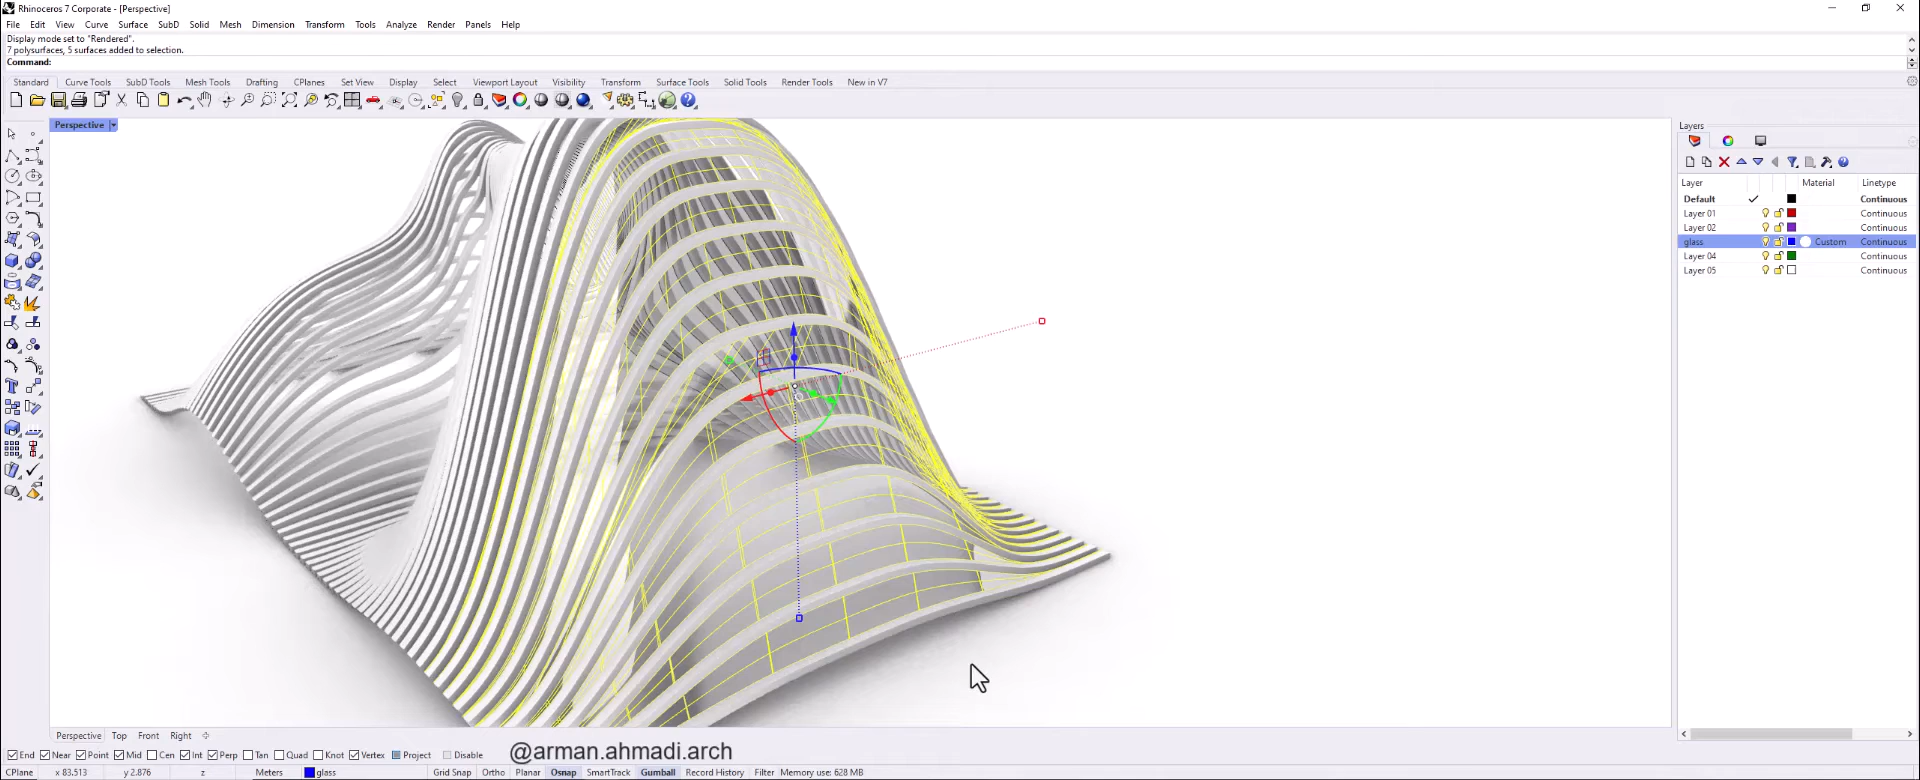 Rhinoceros 7 Corporate - [Perspective]
File Edit View Curve Surface SubD Solid Mesh Dimension Transform Tools Analyze Render Panels Help
Display mode set to "Rendered".
7 polysurfaces, 5 surfaces added to selection.
Command:
Standard Curve Tools SubD Tools Mesh Tools Drafting CPlanes Set View Display Select Viewport Layout Visibility Transform Surface Tools Solid Tools Render Tools New in V7
Perspective
Layers
Layer Material Linetype
Default Continuous
Layer 01 Continuous
Layer 02 Continuous
glass Custom Continuous
Layer 04 Continuous
Layer 05 Continuous
Perspective Top Front Right
End Near Point Mid Cen Int Perp Tan Quad Knot Vertex Project Disable
@arman.ahmadi.arch
CPlane x 83.513 y 2.876 z Meters glass Grid Snap Ortho Planar Osnap SmartTrack Gumball Record History Filter Memory use: 628 MB